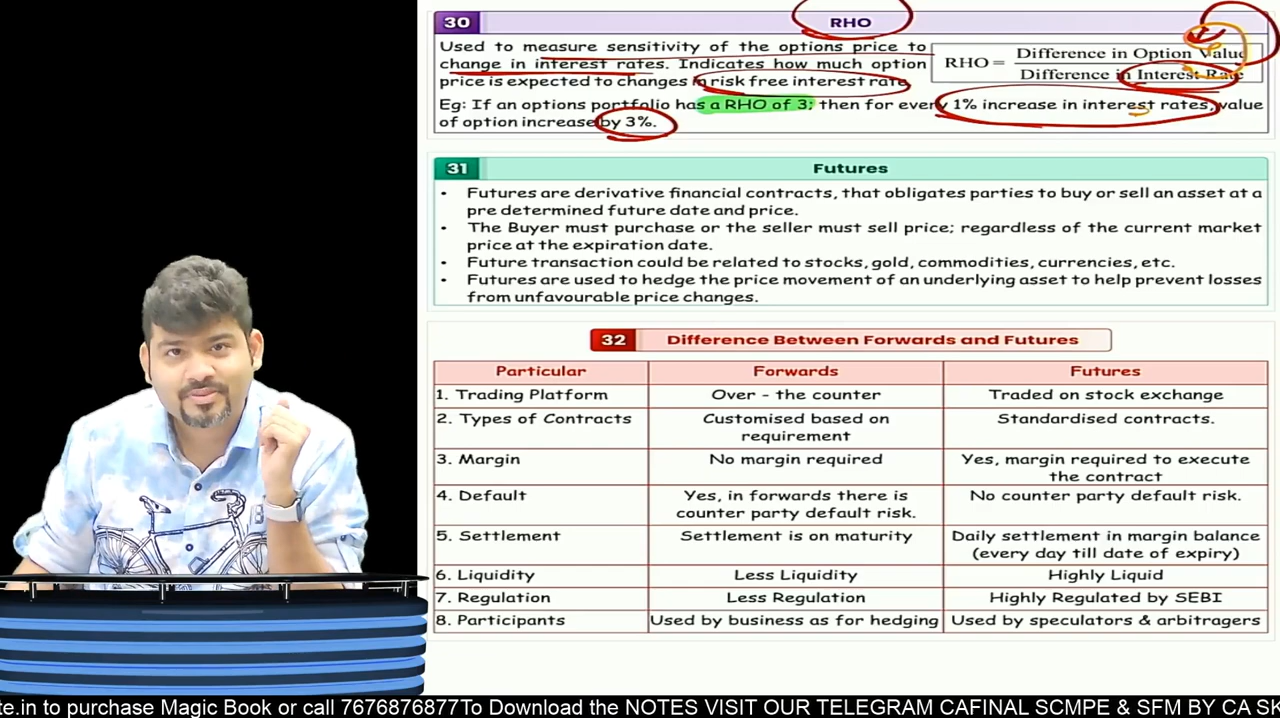 30 RHO
Used to measure sensitivity of the options price to
change in interest rates. Indicates how much option
price is expected to changes in risk free interest rate
RHO = Difference in Option Value
Difference in Interest Rate
Eg: If an options portfolio has a RHO of 3; then for every 1% increase in interest rates, value
of option increase by 3%.
31 Futures
• Futures are derivative financial contracts, that obligates parties to buy or sell an asset at a
pre determined future date and price.
• The Buyer must purchase or the seller must sell price; regardless of the current market
price at the expiration date.
• Future transaction could be related to stocks, gold, commodities, currencies, etc.
• Futures are used to hedge the price movement of an underlying asset to help prevent losses
from unfavourable price changes.
32 Difference Between Forwards and Futures
Particular Forwards Futures
1. Trading Platform Over - the counter Traded on stock exchange
2. Types of Contracts Customised based on Standardised contracts.
requirement
3. Margin No margin required Yes, margin required to execute
the contract
4. Default Yes, in forwards there is No counter party default risk.
counter party default risk.
5. Settlement Settlement is on maturity Daily settlement in margin balance
(every day till date of expiry)
6. Liquidity Less Liquidity Highly Liquid
7. Regulation Less Regulation Highly Regulated by SEBI
8. Participants Used by business as for hedging Used by speculators & arbitragers
te.in to purchase Magic Book or call 7676876877To Download the NOTES VISIT OUR TELEGRAM CAFINAL SCMPE & SFM BY CA SK